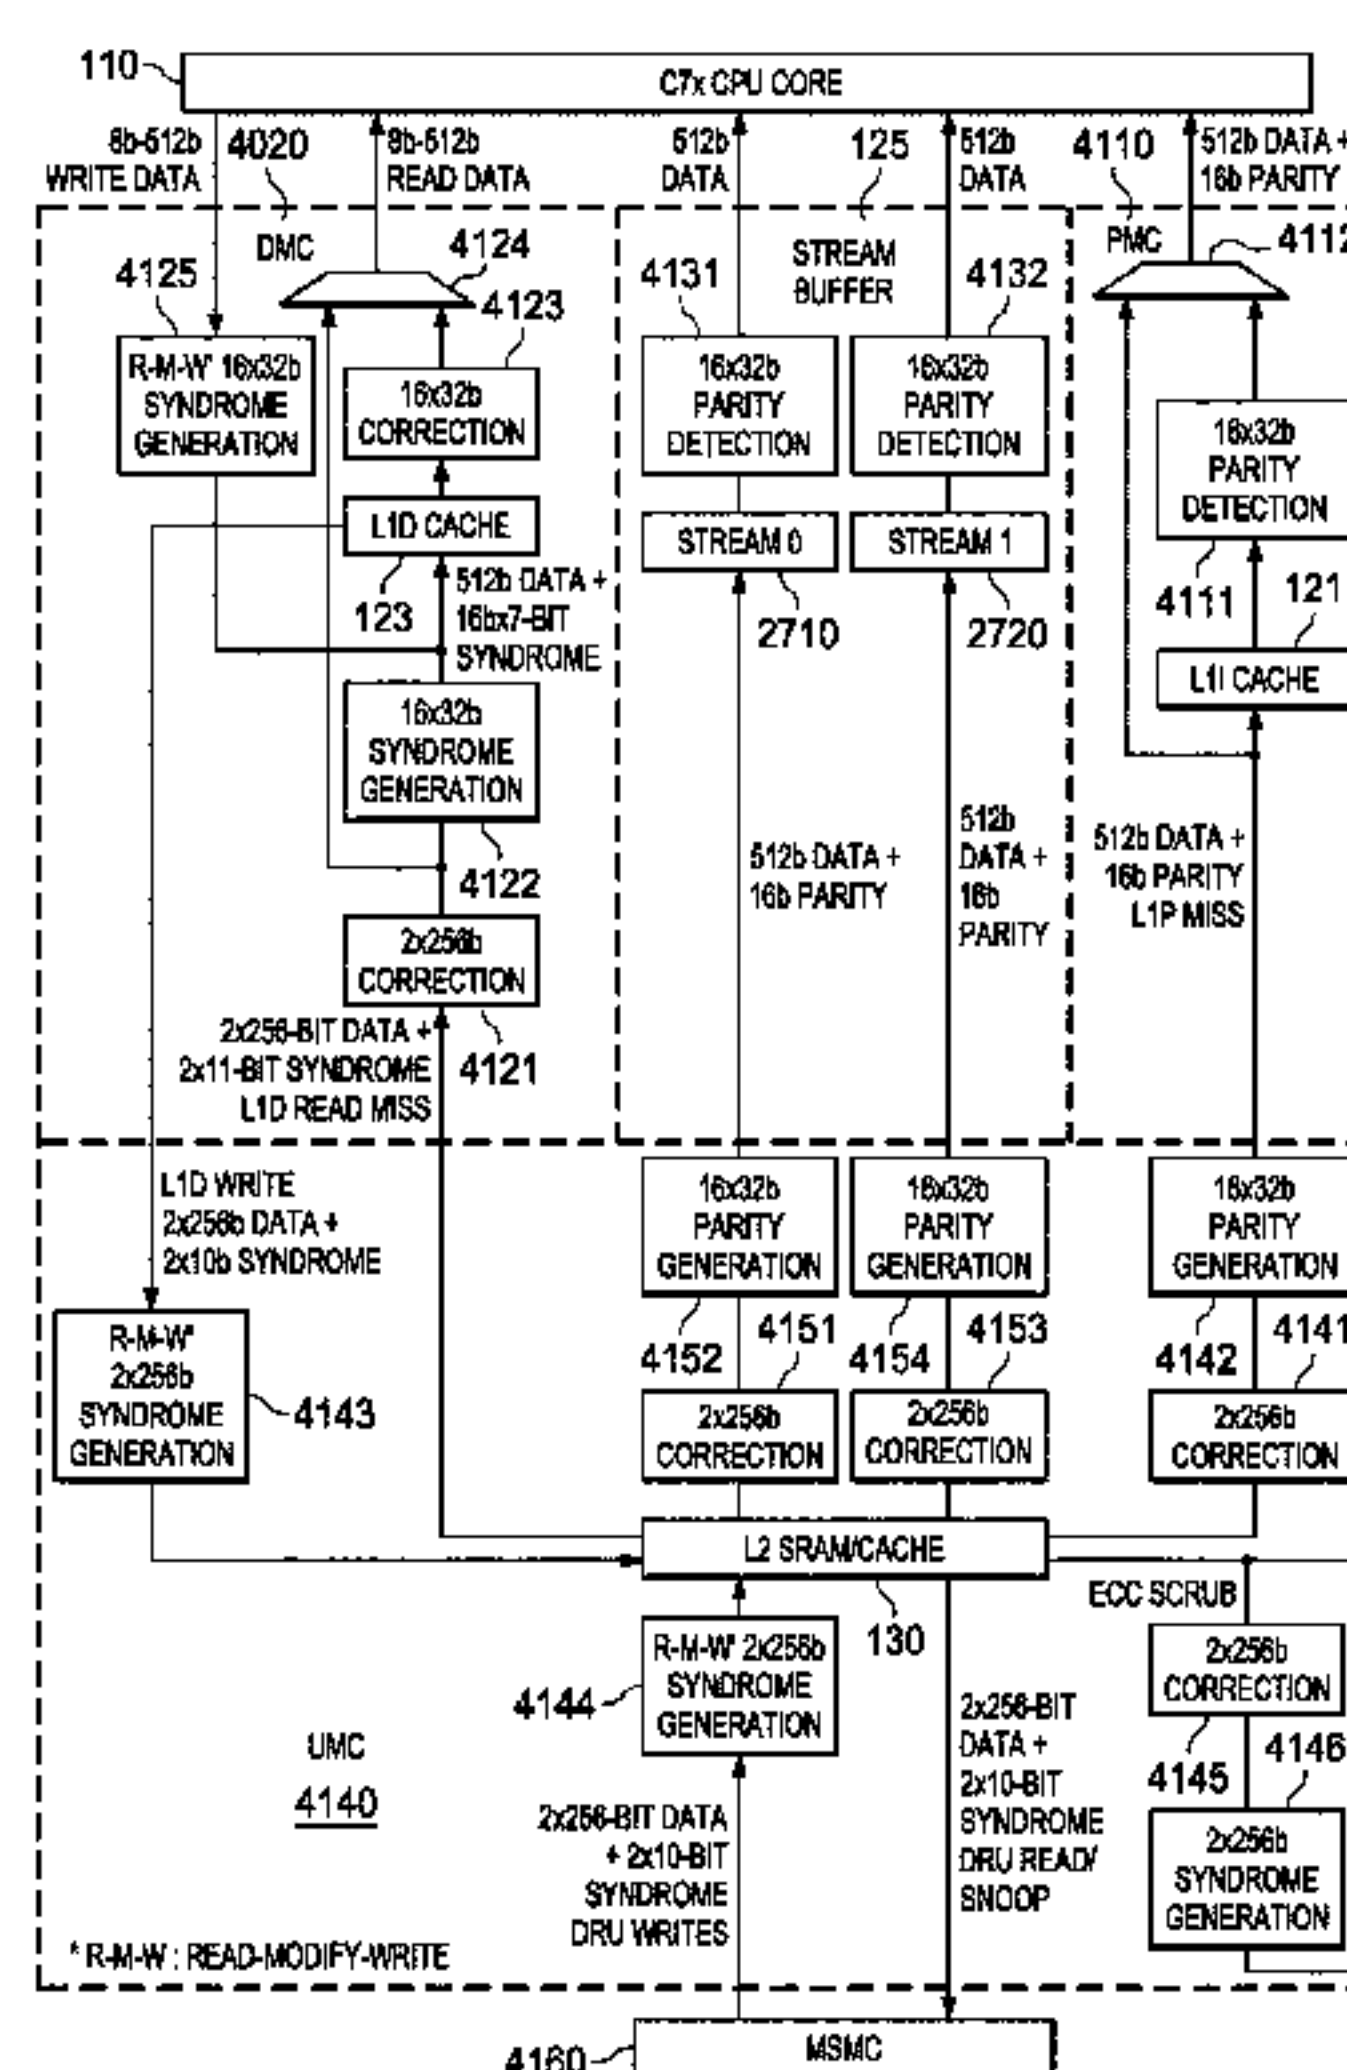 110
C7x CPU CORE
8b-512b
WRITE DATA
4020
8b-512b
READ DATA
512b
DATA
125
512b
DATA
4110
512b DATA +
16b PARITY
DMC
4125
4124
4123
R-M-W* 16x32b
SYNDROME
GENERATION
16x32b
CORRECTION
L1D CACHE
123
512b DATA +
16bx7-BIT
SYNDROME
16x32b
SYNDROME
GENERATION
4122
2x256b
CORRECTION
2x256-BIT DATA +
2x11-BIT SYNDROME
L1D READ MISS
4121
STREAM
BUFFER
4131
4132
16x32b
PARITY
DETECTION
16x32b
PARITY
DETECTION
STREAM 0
STREAM 1
2710
2720
512b DATA +
16b PARITY
512b
DATA +
16b
PARITY
PMC
4112
16x32b
PARITY
DETECTION
4111
121
L1I CACHE
512b DATA +
16b PARITY
L1P MISS
L1D WRITE
2x256b DATA +
2x10b SYNDROME
R-M-W*
2x256b
SYNDROME
GENERATION
4143
16x32b
PARITY
GENERATION
16x32b
PARITY
GENERATION
16x32b
PARITY
GENERATION
4152
4151
4154
4153
4142
4141
2x256b
CORRECTION
2x256b
CORRECTION
2x256b
CORRECTION
L2 SRAM/CACHE
130
ECC SCRUB
R-M-W* 2x256b
SYNDROME
GENERATION
4144
2x256b
CORRECTION
4145
4146
2x256b
SYNDROME
GENERATION
UMC
4140
2x256-BIT DATA
+ 2x10-BIT
SYNDROME
DRU WRITES
2x256-BIT
DATA +
2x10-BIT
SYNDROME
DRU READ/
SNOOP
* R-M-W : READ-MODIFY-WRITE
4160
MSMC